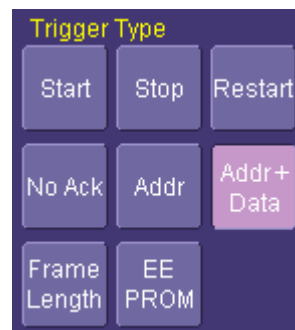 Trigger Type
Start Stop Restart
No Ack Addr Addr+
Data
Frame
Length EE
PROM